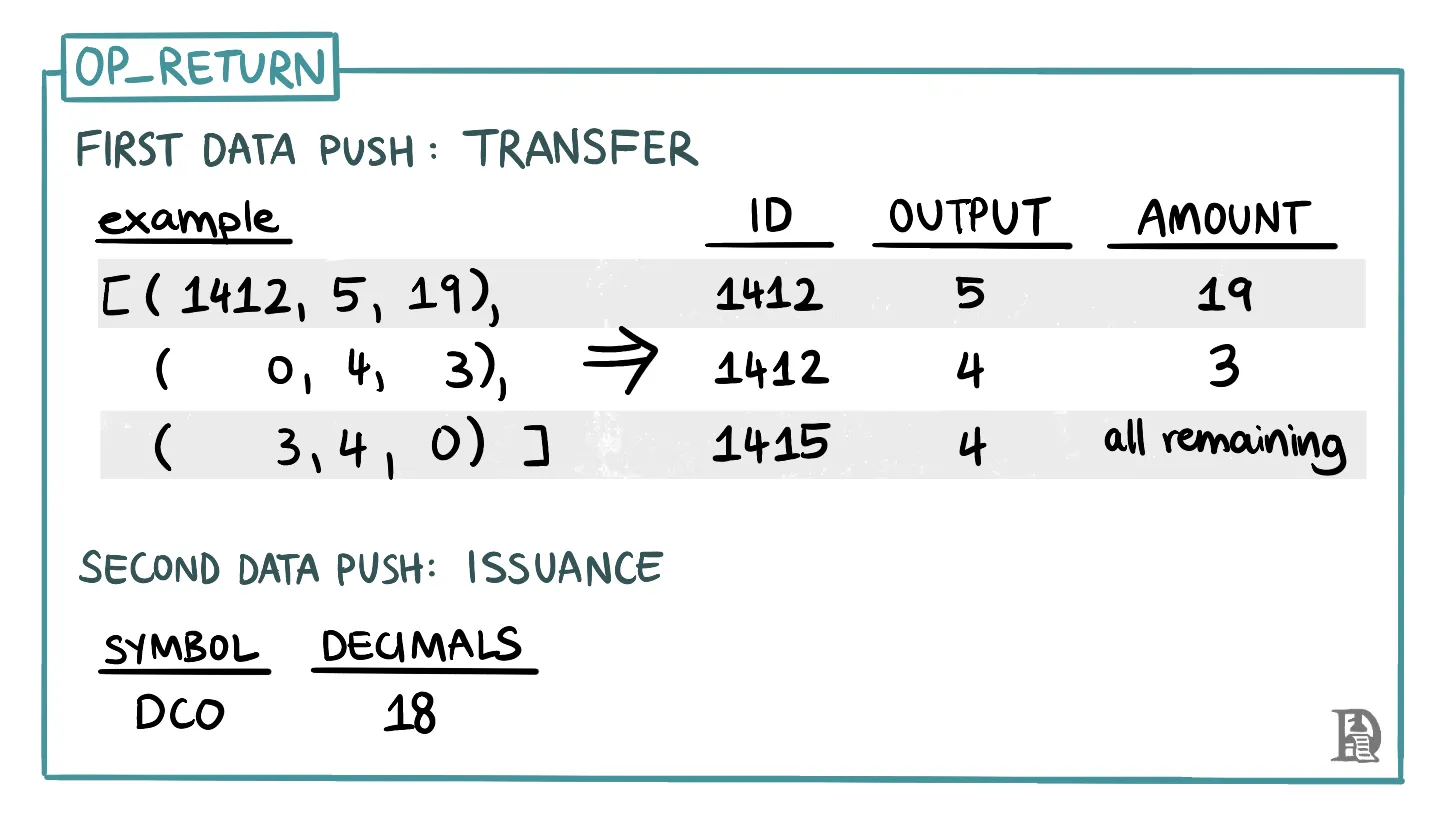 OP_RETURN
FIRST DATA PUSH: TRANSFER
example ID OUTPUT AMOUNT
[( 1412, 5, 19), 1412 5 19
( 0, 4, 3), ⇒ 1412 4 3
( 3, 4, 0) ] 1415 4 all remaining
SECOND DATA PUSH: ISSUANCE
SYMBOL DECIMALS
DCO 18
D